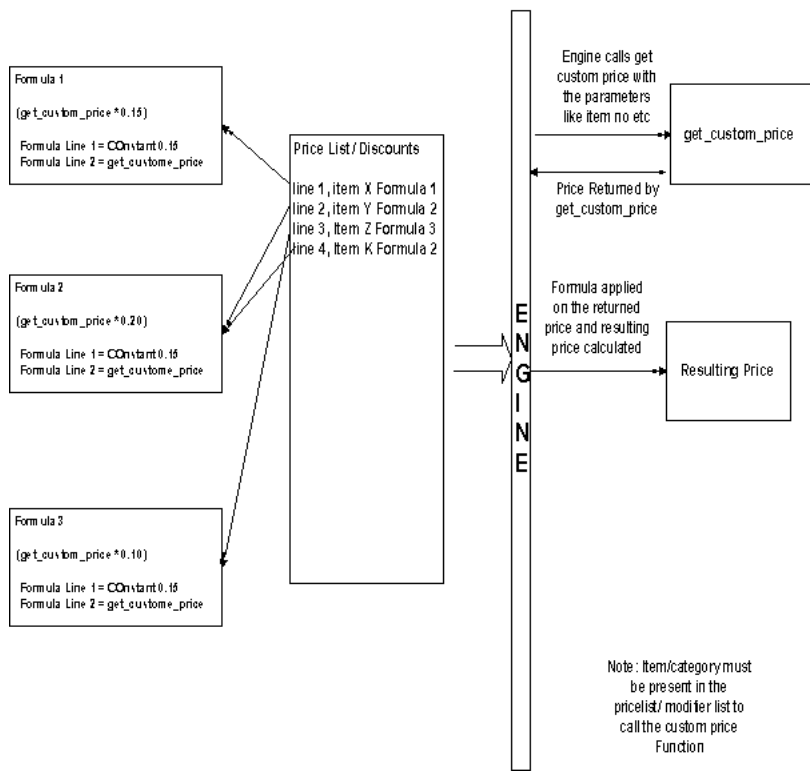 Formula 1
(get_custom_price *0.15)
Formula Line 1 = COnstant 0.15
Formula Line 2 = get_custome_price
Formula 2
(get_custom_price *0.20)
Formula Line 1 = COnstant 0.15
Formula Line 2 = get_custome_price
Formula 3
(get_custom_price *0.10)
Formula Line 1 = COnstant 0.15
Formula Line 2 = get_custome_price
Price List / Discounts
line 1, item X Formula 1
line 2, item Y Formula 2
line 3, Item Z Formula 3
line 4, Item K Formula 2
ENGINE
Engine calls get
custom price with
the parameters
like item no etc
get_custom_price
Price Returned by
get_custom_price
Formula applied
on the returned
price and resulting
price calculated
Resulting Price
Note: Item/category must
be present in the
pricelist/ modifier list to
call the custom price
Function